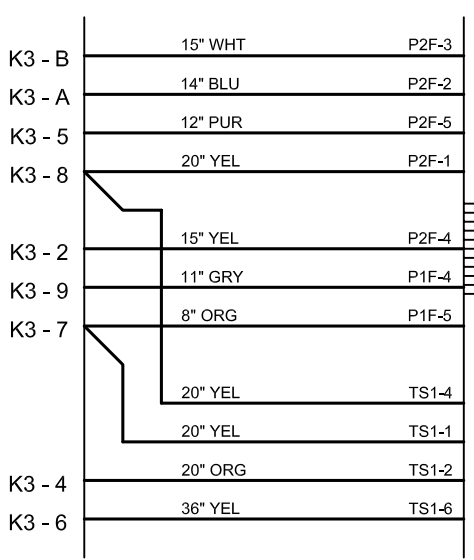 K3 - B 15" WHT P2F-3
K3 - A 14" BLU P2F-2
K3 - 5 12" PUR P2F-5
K3 - 8 20" YEL P2F-1
K3 - 2 15" YEL P2F-4
K3 - 9 11" GRY P1F-4
K3 - 7 8" ORG P1F-5
20" YEL TS1-4
20" YEL TS1-1
K3 - 4 20" ORG TS1-2
K3 - 6 36" YEL TS1-6